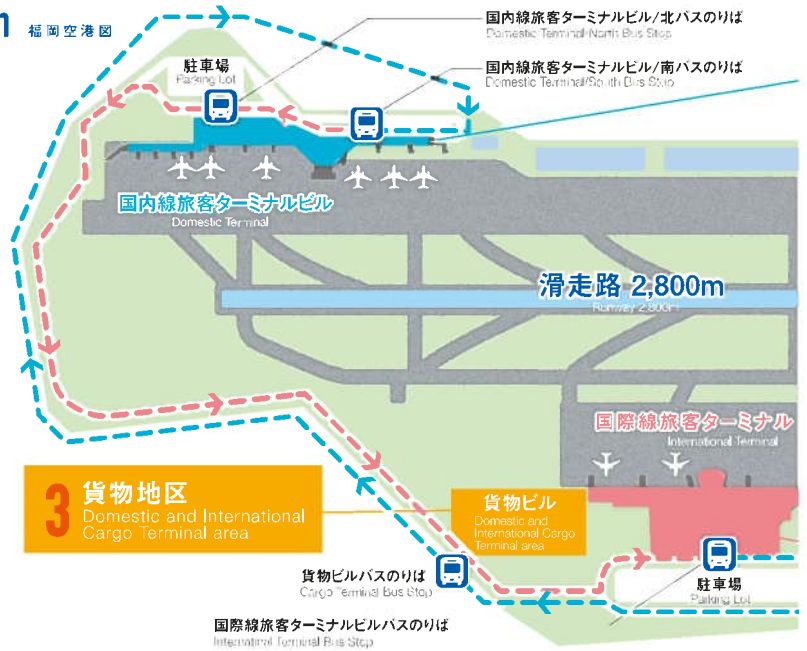 1 福岡空港図
国内線旅客ターミナルビル/北バスのりば
Domestic Terminal/North Bus Stop
駐車場
Parking Lot
国内線旅客ターミナルビル/南バスのりば
Domestic Terminal/South Bus Stop
国内線旅客ターミナルビル
Domestic Terminal
滑走路 2,800m
Runway 2,800m
国際線旅客ターミナル
International Terminal
3 貨物地区
Domestic and International
Cargo Terminal area
貨物ビル
Domestic and
International Cargo
Terminal area
貨物ビルバスのりば
Cargo Terminal Bus Stop
駐車場
Parking Lot
国際線旅客ターミナルビルバスのりば
International Terminal Bus Stop